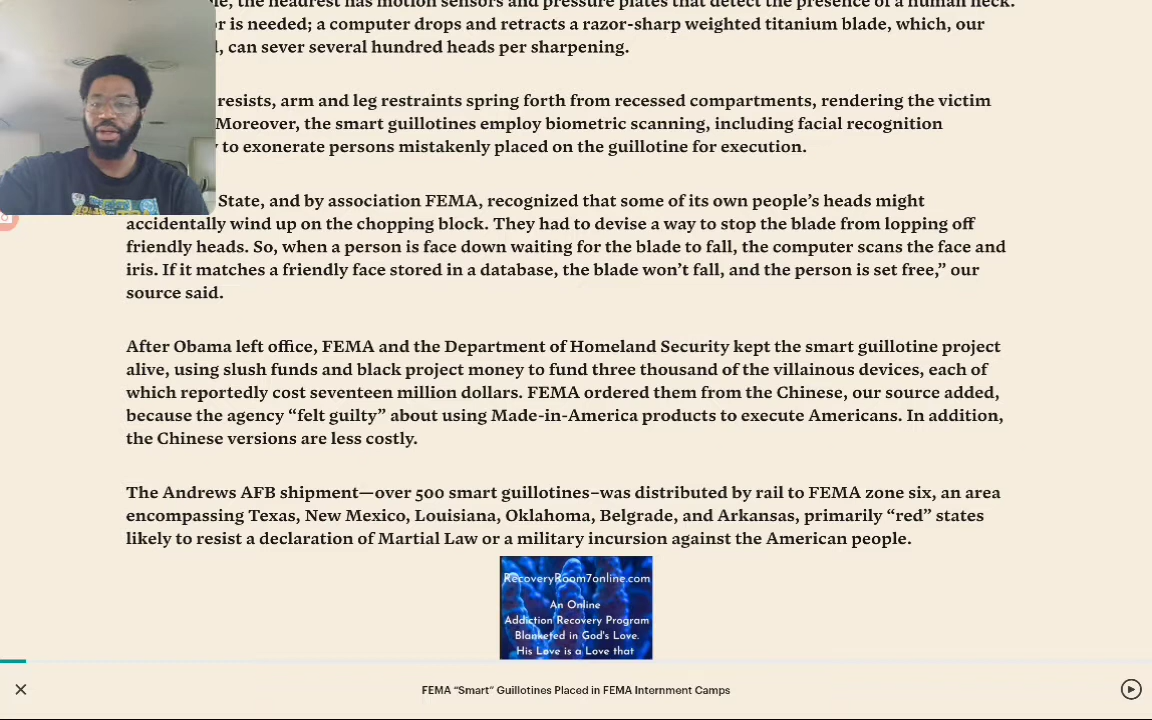 the headrest has motion sensors and pressure plates that detect the presence of a human neck.
is needed; a computer drops and retracts a razor-sharp weighted titanium blade, which, our
can sever several hundred heads per sharpening.
resists, arm and leg restraints spring forth from recessed compartments, rendering the victim
Moreover, the smart guillotines employ biometric scanning, including facial recognition
to exonerate persons mistakenly placed on the guillotine for execution.
State, and by association FEMA, recognized that some of its own people’s heads might
accidentally wind up on the chopping block. They had to devise a way to stop the blade from lopping off
friendly heads. So, when a person is face down waiting for the blade to fall, the computer scans the face and
iris. If it matches a friendly face stored in a database, the blade won’t fall, and the person is set free,” our
source said.
After Obama left office, FEMA and the Department of Homeland Security kept the smart guillotine project
alive, using slush funds and black project money to fund three thousand of the villainous devices, each of
which reportedly cost seventeen million dollars. FEMA ordered them from the Chinese, our source added,
because the agency “felt guilty” about using Made-in-America products to execute Americans. In addition,
the Chinese versions are less costly.
The Andrews AFB shipment—over 500 smart guillotines–was distributed by rail to FEMA zone six, an area
encompassing Texas, New Mexico, Louisiana, Oklahoma, Belgrade, and Arkansas, primarily “red” states
likely to resist a declaration of Martial Law or a military incursion against the American people.
RecoveryRoom7online.com
An Online
Addiction Recovery Program
Blanketed in God's Love.
His Love is a Love that
FEMA “Smart” Guillotines Placed in FEMA Internment Camps